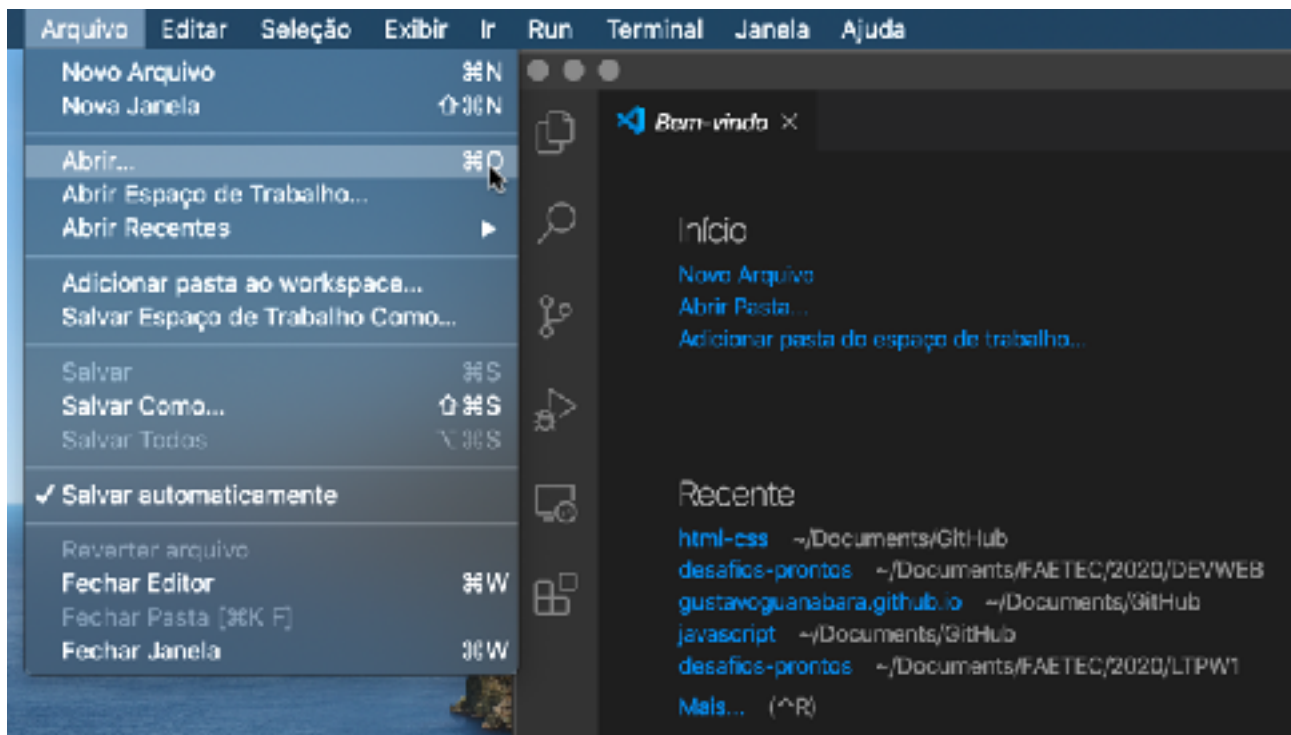 Arquivo Editar Seleção Exibir Ir Run Terminal Janela Ajuda
Novo Arquivo ⌘N
Nova Janela ⇧⌘N
Abrir... ⌘O
Abrir Espaço de Trabalho...
Abrir Recentes ▶
Adicionar pasta ao workspace...
Salvar Espaço de Trabalho Como...
Salvar ⌘S
Salvar Como... ⇧⌘S
Salvar Todos ⌥⌘S
✓ Salvar automaticamente
Reverter arquivo
Fechar Editor ⌘W
Fechar Pasta [⌘K F]
Fechar Janela ⌘W
Bem-vindo ×
Início
Novo Arquivo
Abrir Pasta...
Adicionar pasta do espaço de trabalho...
Recente
html-css ~/Documents/GitHub
desafios-prontos ~/Documents/FAETEC/2020/DEVWEB
gustavoguanabara.github.io ~/Documents/GitHub
javascript ~/Documents/GitHub
desafios-prontos ~/Documents/FAETEC/2020/LTPW1
Mais... (^R)